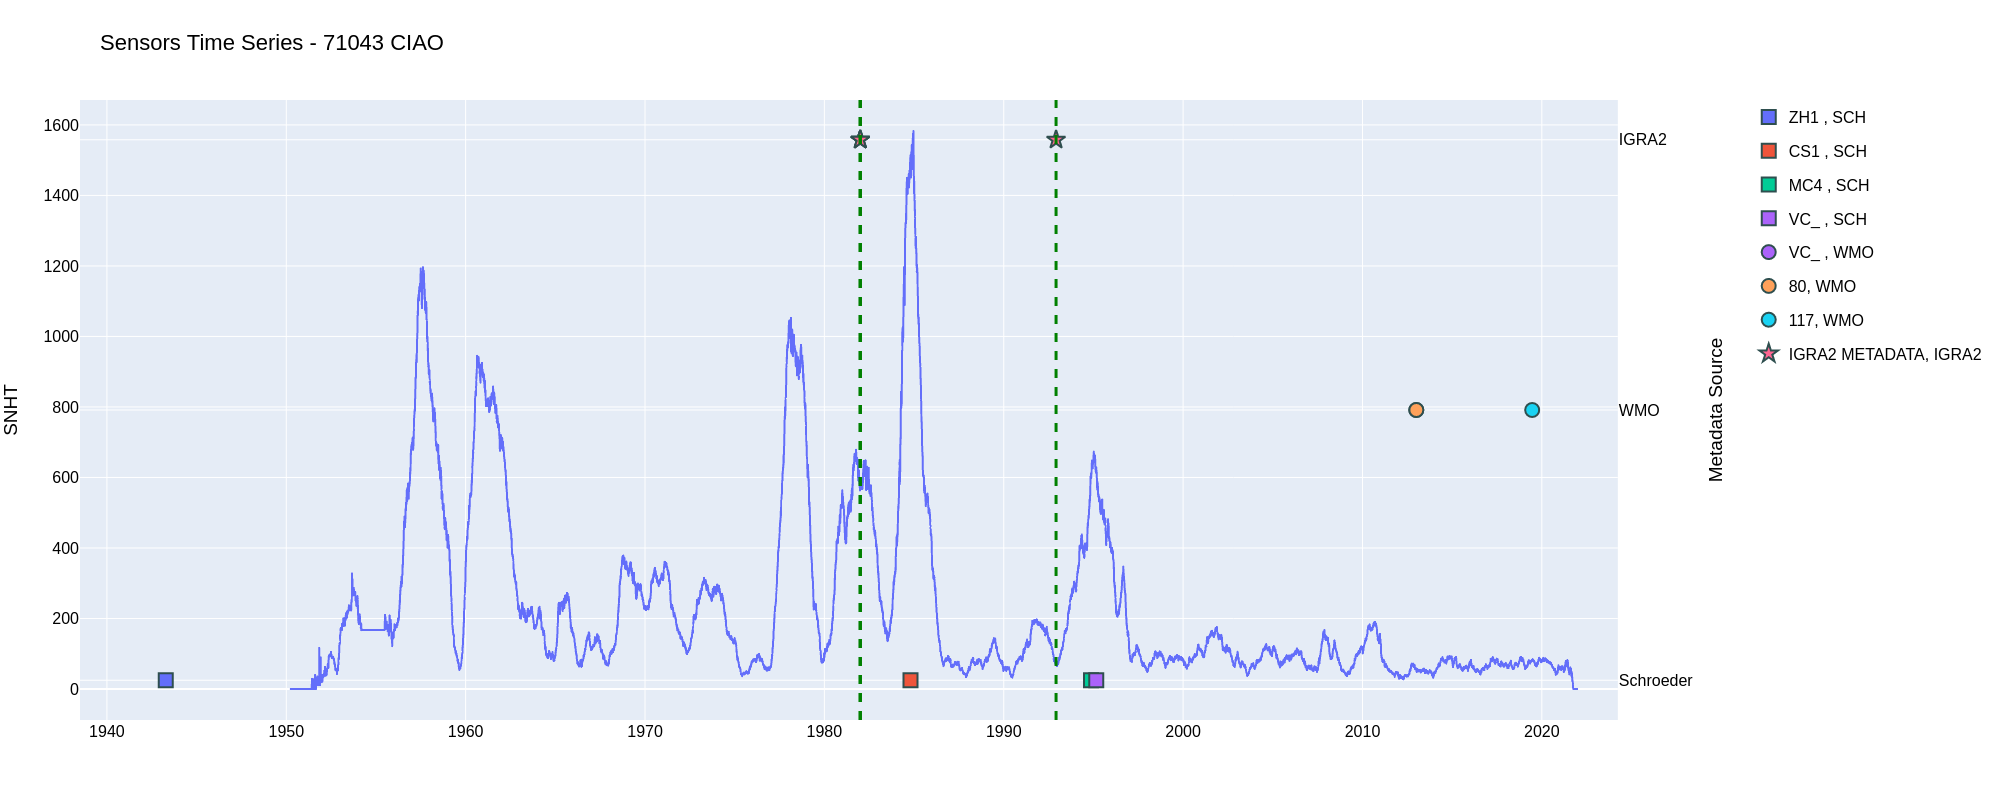 Sensors Time Series - 71043 CIAO
SNHT
1600
1400
1200
1000
800
600
400
200
0
1940 1950 1960 1970 1980 1990 2000 2010 2020
IGRA2
WMO
Schroeder
Metadata Source
ZH1 , SCH
CS1 , SCH
MC4 , SCH
VC_ , SCH
VC_ , WMO
80, WMO
117, WMO
IGRA2 METADATA, IGRA2